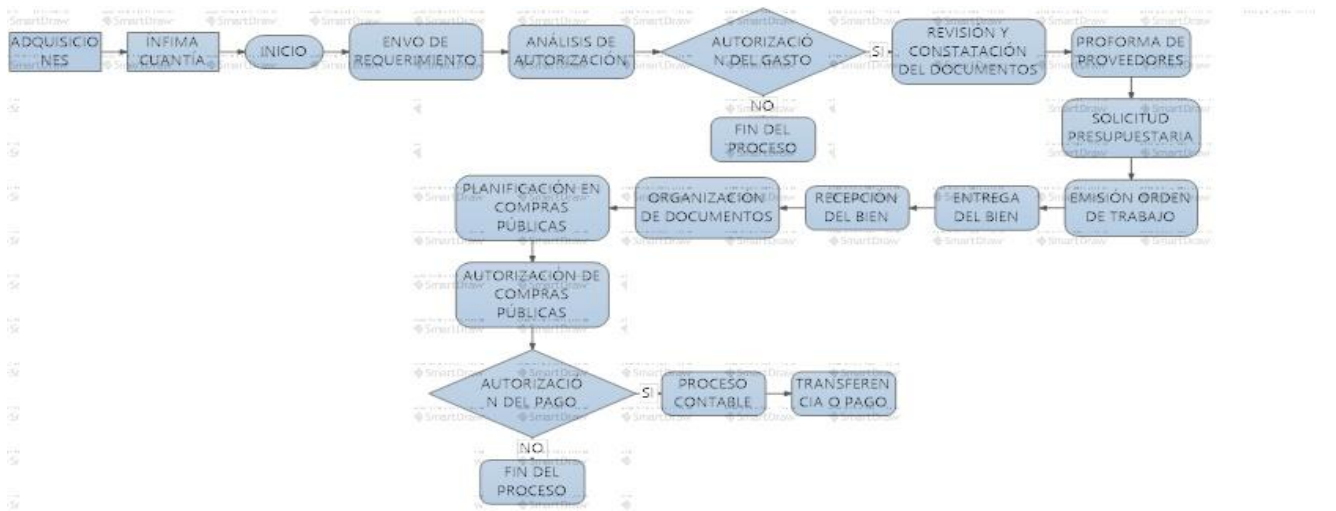 ADQUISICIO
NES
ÍNFIMA
CUANTÍA
INICIO
ENVO DE
REQUERIMIENTO
ANÁLISIS DE
AUTORIZACIÓN
AUTORIZACIÓ
N DEL GASTO
SI
REVISIÓN Y
CONSTATACIÓN
DEL DOCUMENTOS
PROFORMA DE
PROVEEDORES
NO
FIN DEL
PROCESO
SOLICITUD
PRESUPUESTARIA
EMISIÓN ORDEN
DE TRABAJO
ENTREGA
DEL BIEN
RECEPCIÓN
DEL BIEN
ORGANIZACIÓN
DE DOCUMENTOS
PLANIFICACIÓN EN
COMPRAS
PÚBLICAS
AUTORIZACIÓN DE
COMPRAS
PÚBLICAS
AUTORIZACIÓ
N DEL PAGO
SI
PROCESO
CONTABLE
TRANSFEREN
CIA O PAGO
NO
FIN DEL
PROCESO
SmartDraw